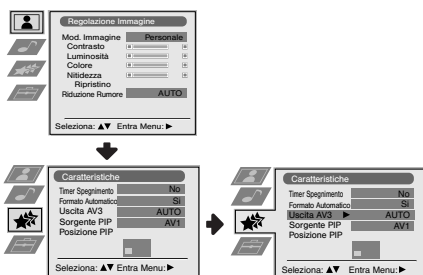 Regolazione Immagine
Mod. Immagine Personale
Contrasto
Luminosità
Colore
Nitidezza
Ripristino
Riduzione Rumore AUTO
Seleziona: ▲▼ Entra Menu: ►
Caratteristiche
Timer Spegnimento No
Formato Automatico Si
Uscita AV3 AUTO
Sorgente PIP AV1
Posizione PIP
Seleziona: ▲▼ Entra Menu: ►
Caratteristiche
Timer Spegnimento No
Formato Automatico Si
Uscita AV3 ► AUTO
Sorgente PIP AV1
Posizione PIP
Seleziona: ▲▼ Entra Menu: ►